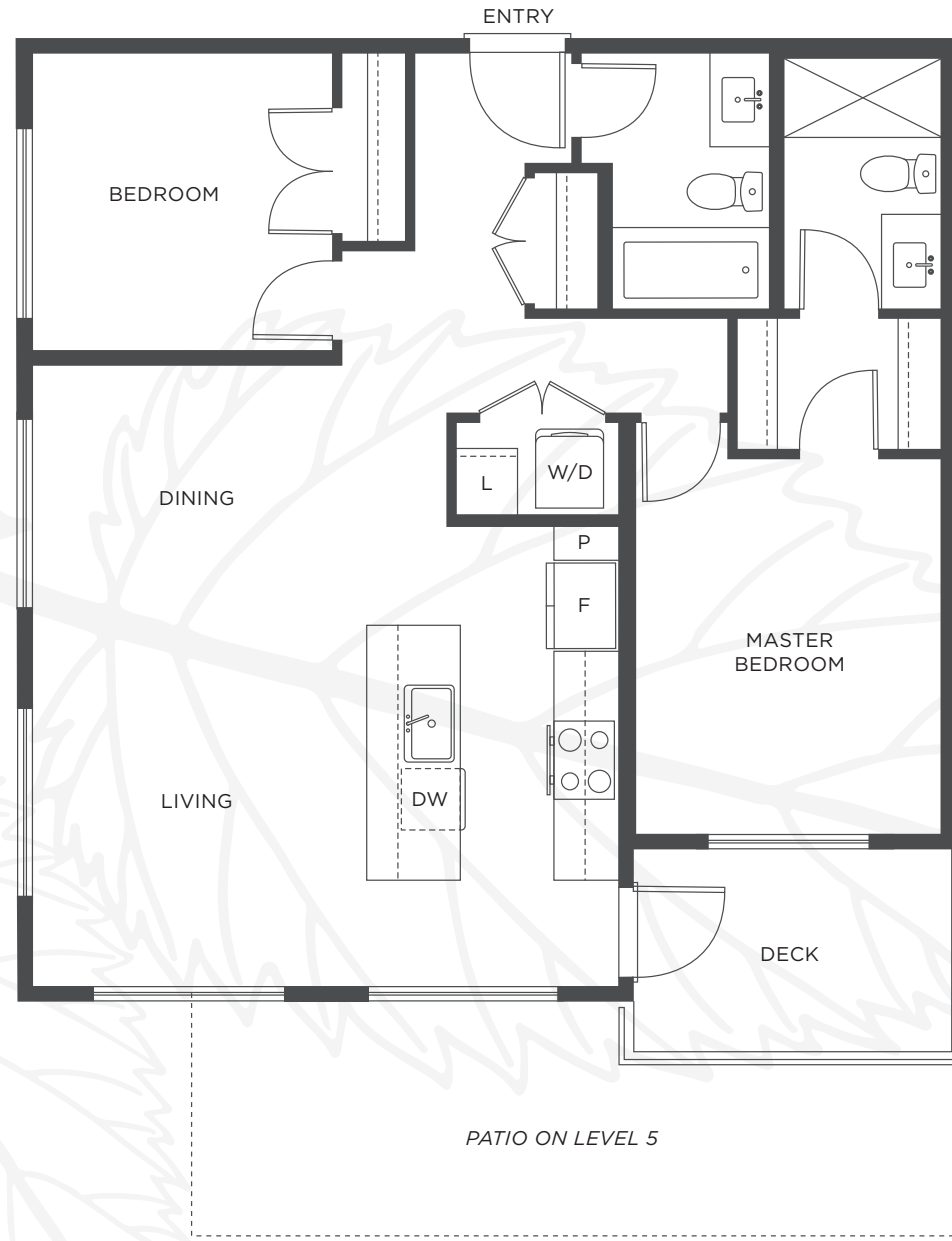 ENTRY
BEDROOM
DINING
L
W/D
P
F
MASTER
BEDROOM
LIVING
DW
DECK
PATIO ON LEVEL 5